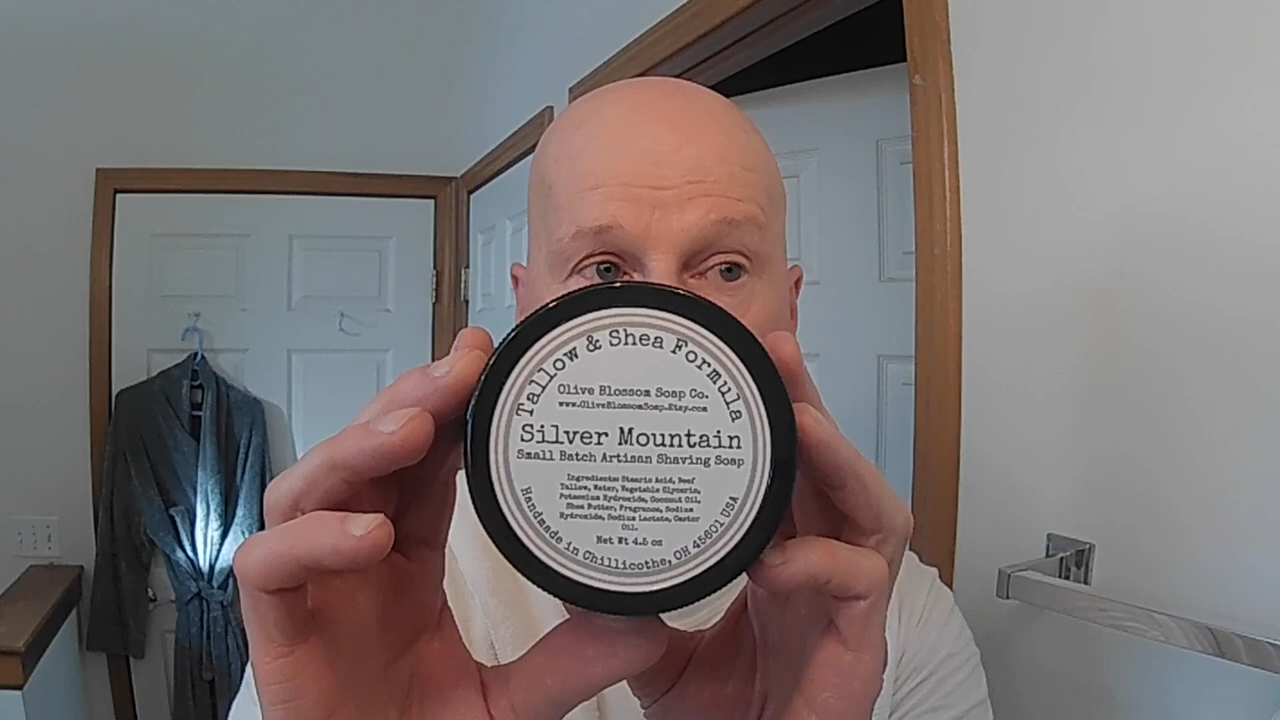 Tallow & Shea Formula
Olive Blossom Soap Co.
www.OliveBlossomSoap.Etsy.com
Silver Mountain
Small Batch Artisan Shaving Soap
Ingredients: Stearic Acid, Beef
Tallow, Water, Vegetable Glycerin,
Potassium Hydroxide, Coconut Oil,
Shea Butter, Fragrance, Sodium
Hydroxide, Sodium Lactate, Castor
Oil.
Net Wt 4.5 oz
Handmade in Chillicothe, OH 45601 USA